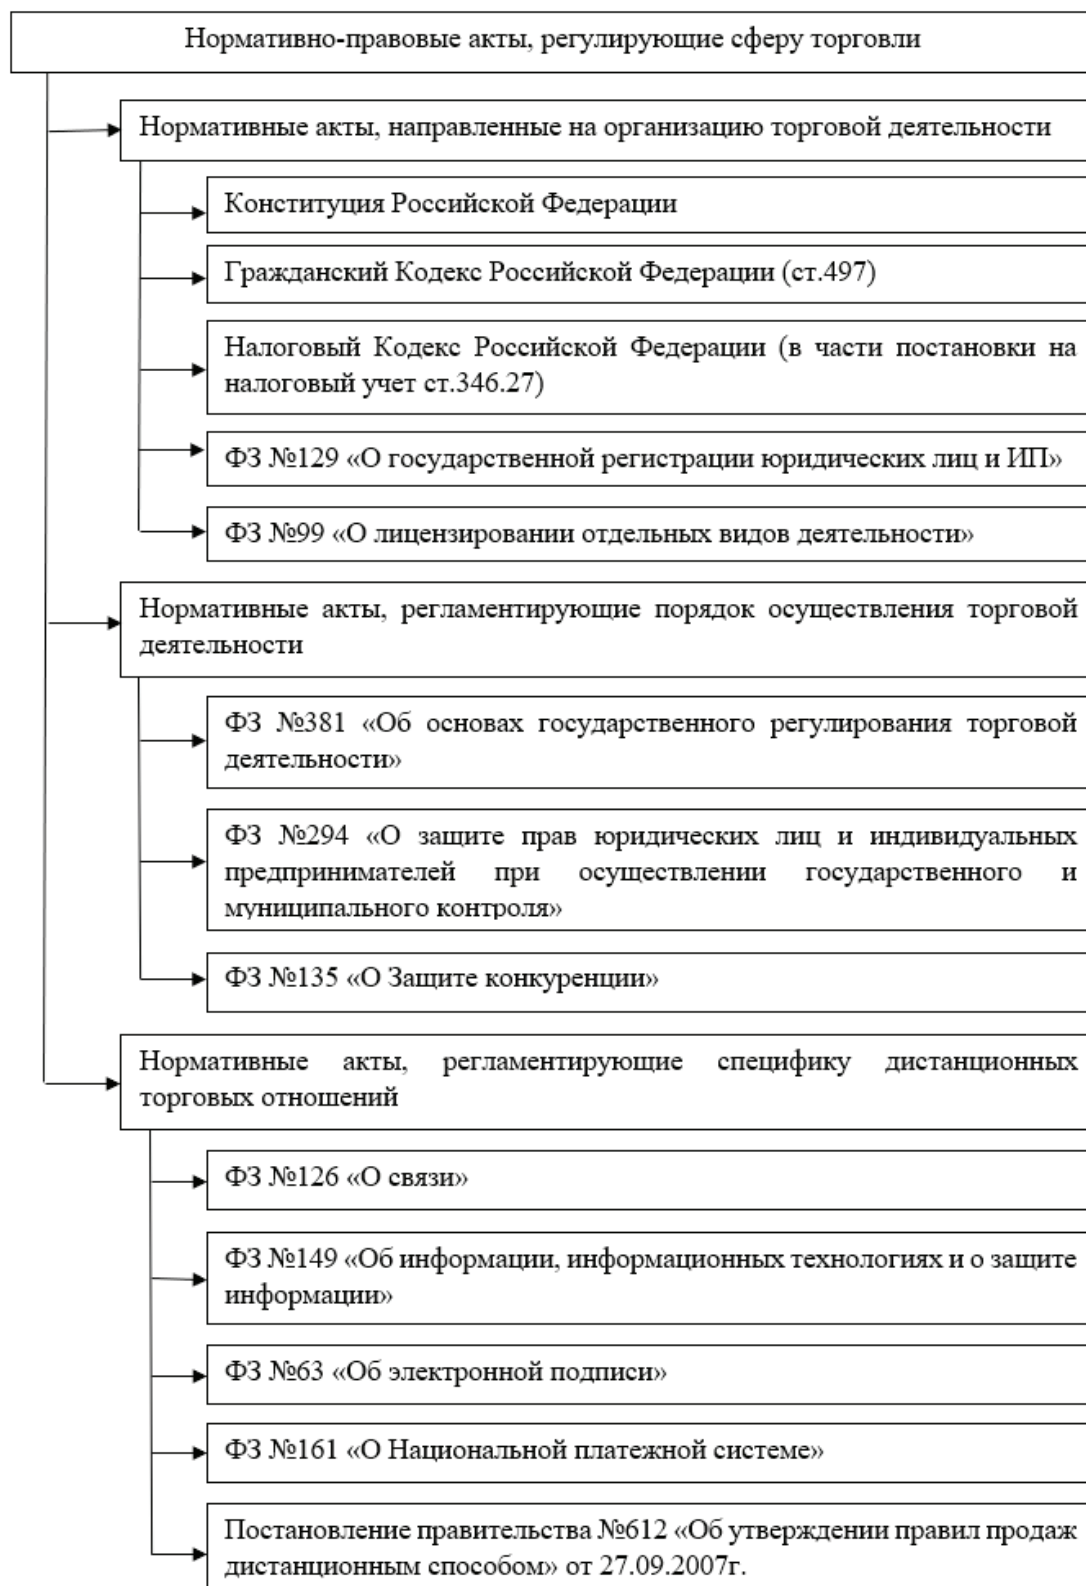 Нормативно-правовые акты, регулирующие сферу торговли
Нормативные акты, направленные на организацию торговой деятельности
Конституция Российской Федерации
Гражданский Кодекс Российской Федерации (ст.497)
Налоговый Кодекс Российской Федерации (в части постановки на
налоговый учет ст.346.27)
ФЗ №129 «О государственной регистрации юридических лиц и ИП»
ФЗ №99 «О лицензировании отдельных видов деятельности»
Нормативные акты, регламентирующие порядок осуществления торговой
деятельности
ФЗ №381 «Об основах государственного регулирования торговой
деятельности»
ФЗ №294 «О защите прав юридических лиц и индивидуальных
предпринимателей при осуществлении государственного и
муниципального контроля»
ФЗ №135 «О Защите конкуренции»
Нормативные акты, регламентирующие специфику дистанционных
торговых отношений
ФЗ №126 «О связи»
ФЗ №149 «Об информации, информационных технологиях и о защите
информации»
ФЗ №63 «Об электронной подписи»
ФЗ №161 «О Национальной платежной системе»
Постановление правительства №612 «Об утверждении правил продаж
дистанционным способом» от 27.09.2007г.